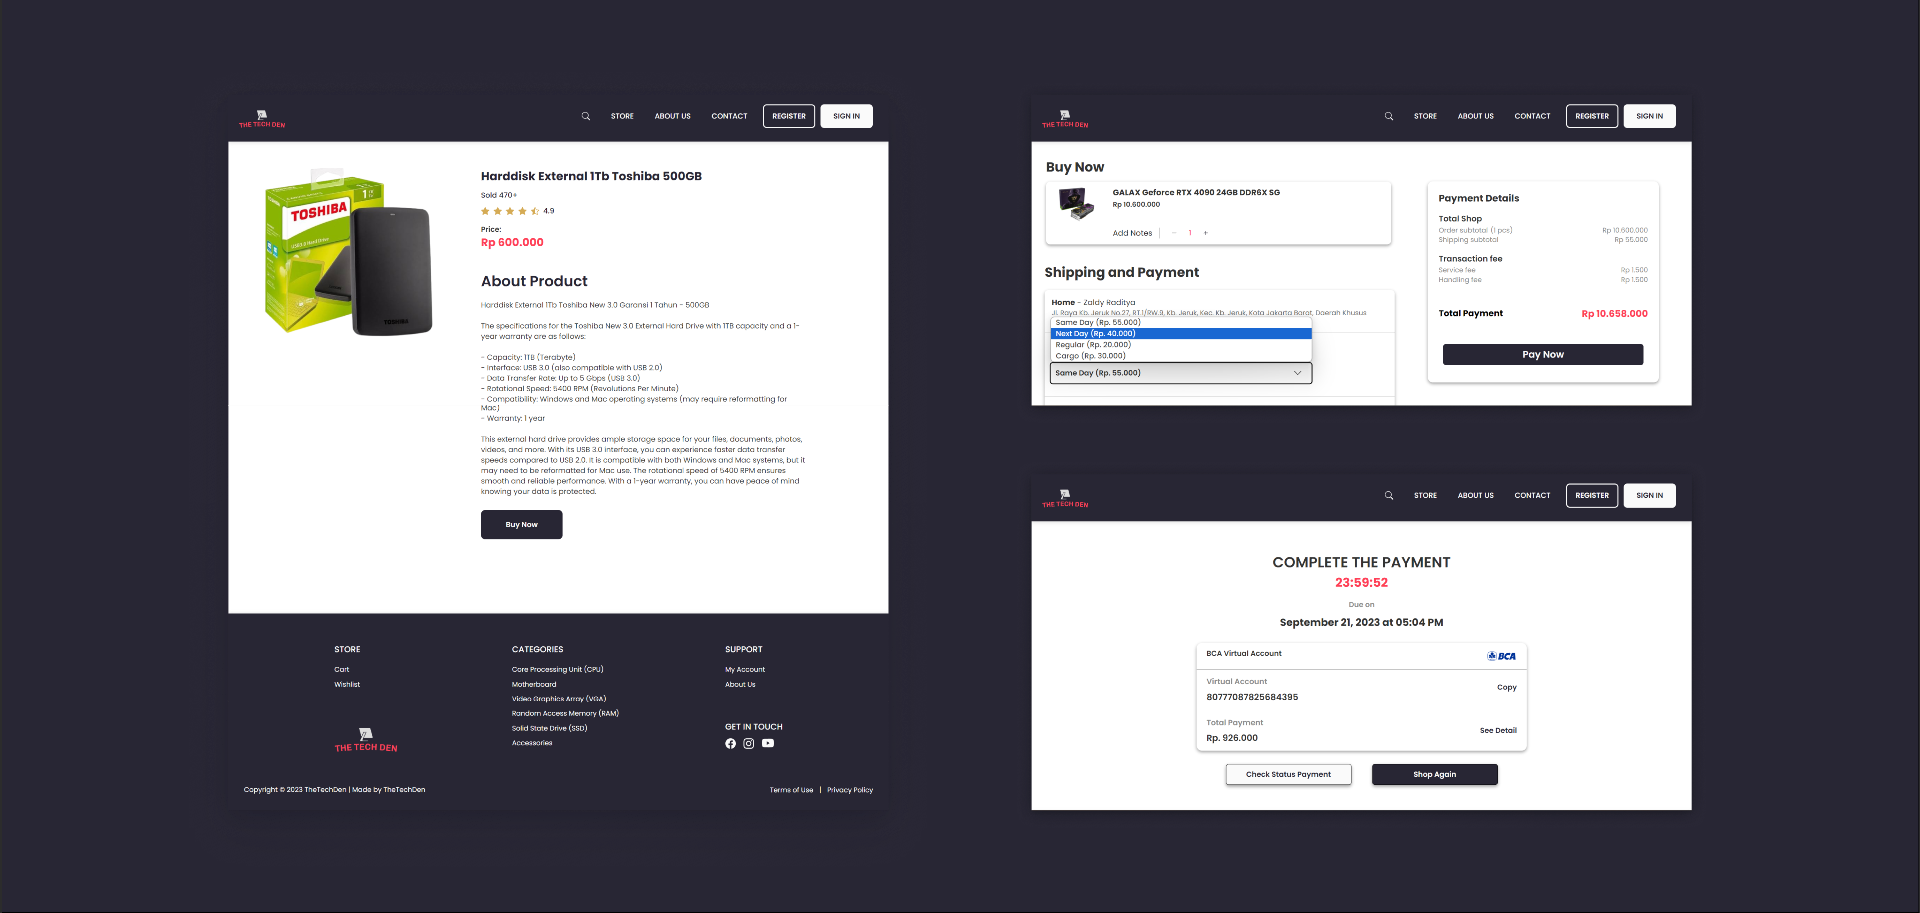 THE TECH DEN
STORE
ABOUT US
CONTACT
REGISTER
SIGN IN
TOSHIBA
1TB
USB 3.0 Hard Drive
TOSHIBA
Harddisk External 1Tb Toshiba 500GB
Sold 470+
4.9
Price:
Rp 600.000
About Product
Harddisk External 1Tb Toshiba New 3.0 Garansi 1 Tahun - 500GB
The specifications for the Toshiba New 3.0 External Hard Drive with 1TB capacity and a 1-
year warranty are as follows:
- Capacity: 1TB (Terabyte)
- Interface: USB 3.0 (also compatible with USB 2.0)
- Data Transfer Rate: Up to 5 Gbps (USB 3.0)
- Rotational Speed: 5400 RPM (Revolutions Per Minute)
- Compatibility: Windows and Mac operating systems (may require reformatting for
Mac)
- Warranty: 1 year
This external hard drive provides ample storage space for your files, documents, photos,
videos, and more. With its USB 3.0 interface, you can experience faster data transfer
speeds compared to USB 2.0. It is compatible with both Windows and Mac systems, but it
may need to be reformatted for Mac use. The rotational speed of 5400 RPM ensures
smooth and reliable performance. With a 1-year warranty, you can have peace of mind
knowing your data is protected.
Buy Now
STORE
Cart
Wishlist
THE TECH DEN
CATEGORIES
Core Processing Unit (CPU)
Motherboard
Video Graphics Array (VGA)
Random Access Memory (RAM)
Solid State Drive (SSD)
Accessories
SUPPORT
My Account
About Us
GET IN TOUCH
Copyright © 2023 TheTechDen | Made by TheTechDen
Terms of Use | Privacy Policy
THE TECH DEN
STORE
ABOUT US
CONTACT
REGISTER
SIGN IN
Buy Now
GALAX Geforce RTX 4090 24GB DDR6X SG
Rp 10.600.000
Add Notes
- 1 +
Shipping and Payment
Home - Zaldy Raditya
Jl. Raya Kb. Jeruk No.27, RT.1/RW.9, Kb. Jeruk, Kec. Kb. Jeruk, Kota Jakarta Barat, Daerah Khusus
Same Day (Rp. 55.000)
Next Day (Rp. 40.000)
Regular (Rp. 20.000)
Cargo (Rp. 30.000)
Same Day (Rp. 55.000)
Payment Details
Total Shop
Order subtotal (1 pcs) Rp 10.600.000
Shipping subtotal Rp 55.000
Transaction fee
Service fee Rp 1.500
Handling fee Rp 1.500
Total Payment Rp 10.658.000
Pay Now
THE TECH DEN
STORE
ABOUT US
CONTACT
REGISTER
SIGN IN
COMPLETE THE PAYMENT
23:59:52
Due on
September 21, 2023 at 05:04 PM
BCA Virtual Account
BCA
Virtual Account
80777087825684395
Copy
Total Payment
Rp. 926.000
See Detail
Check Status Payment
Shop Again